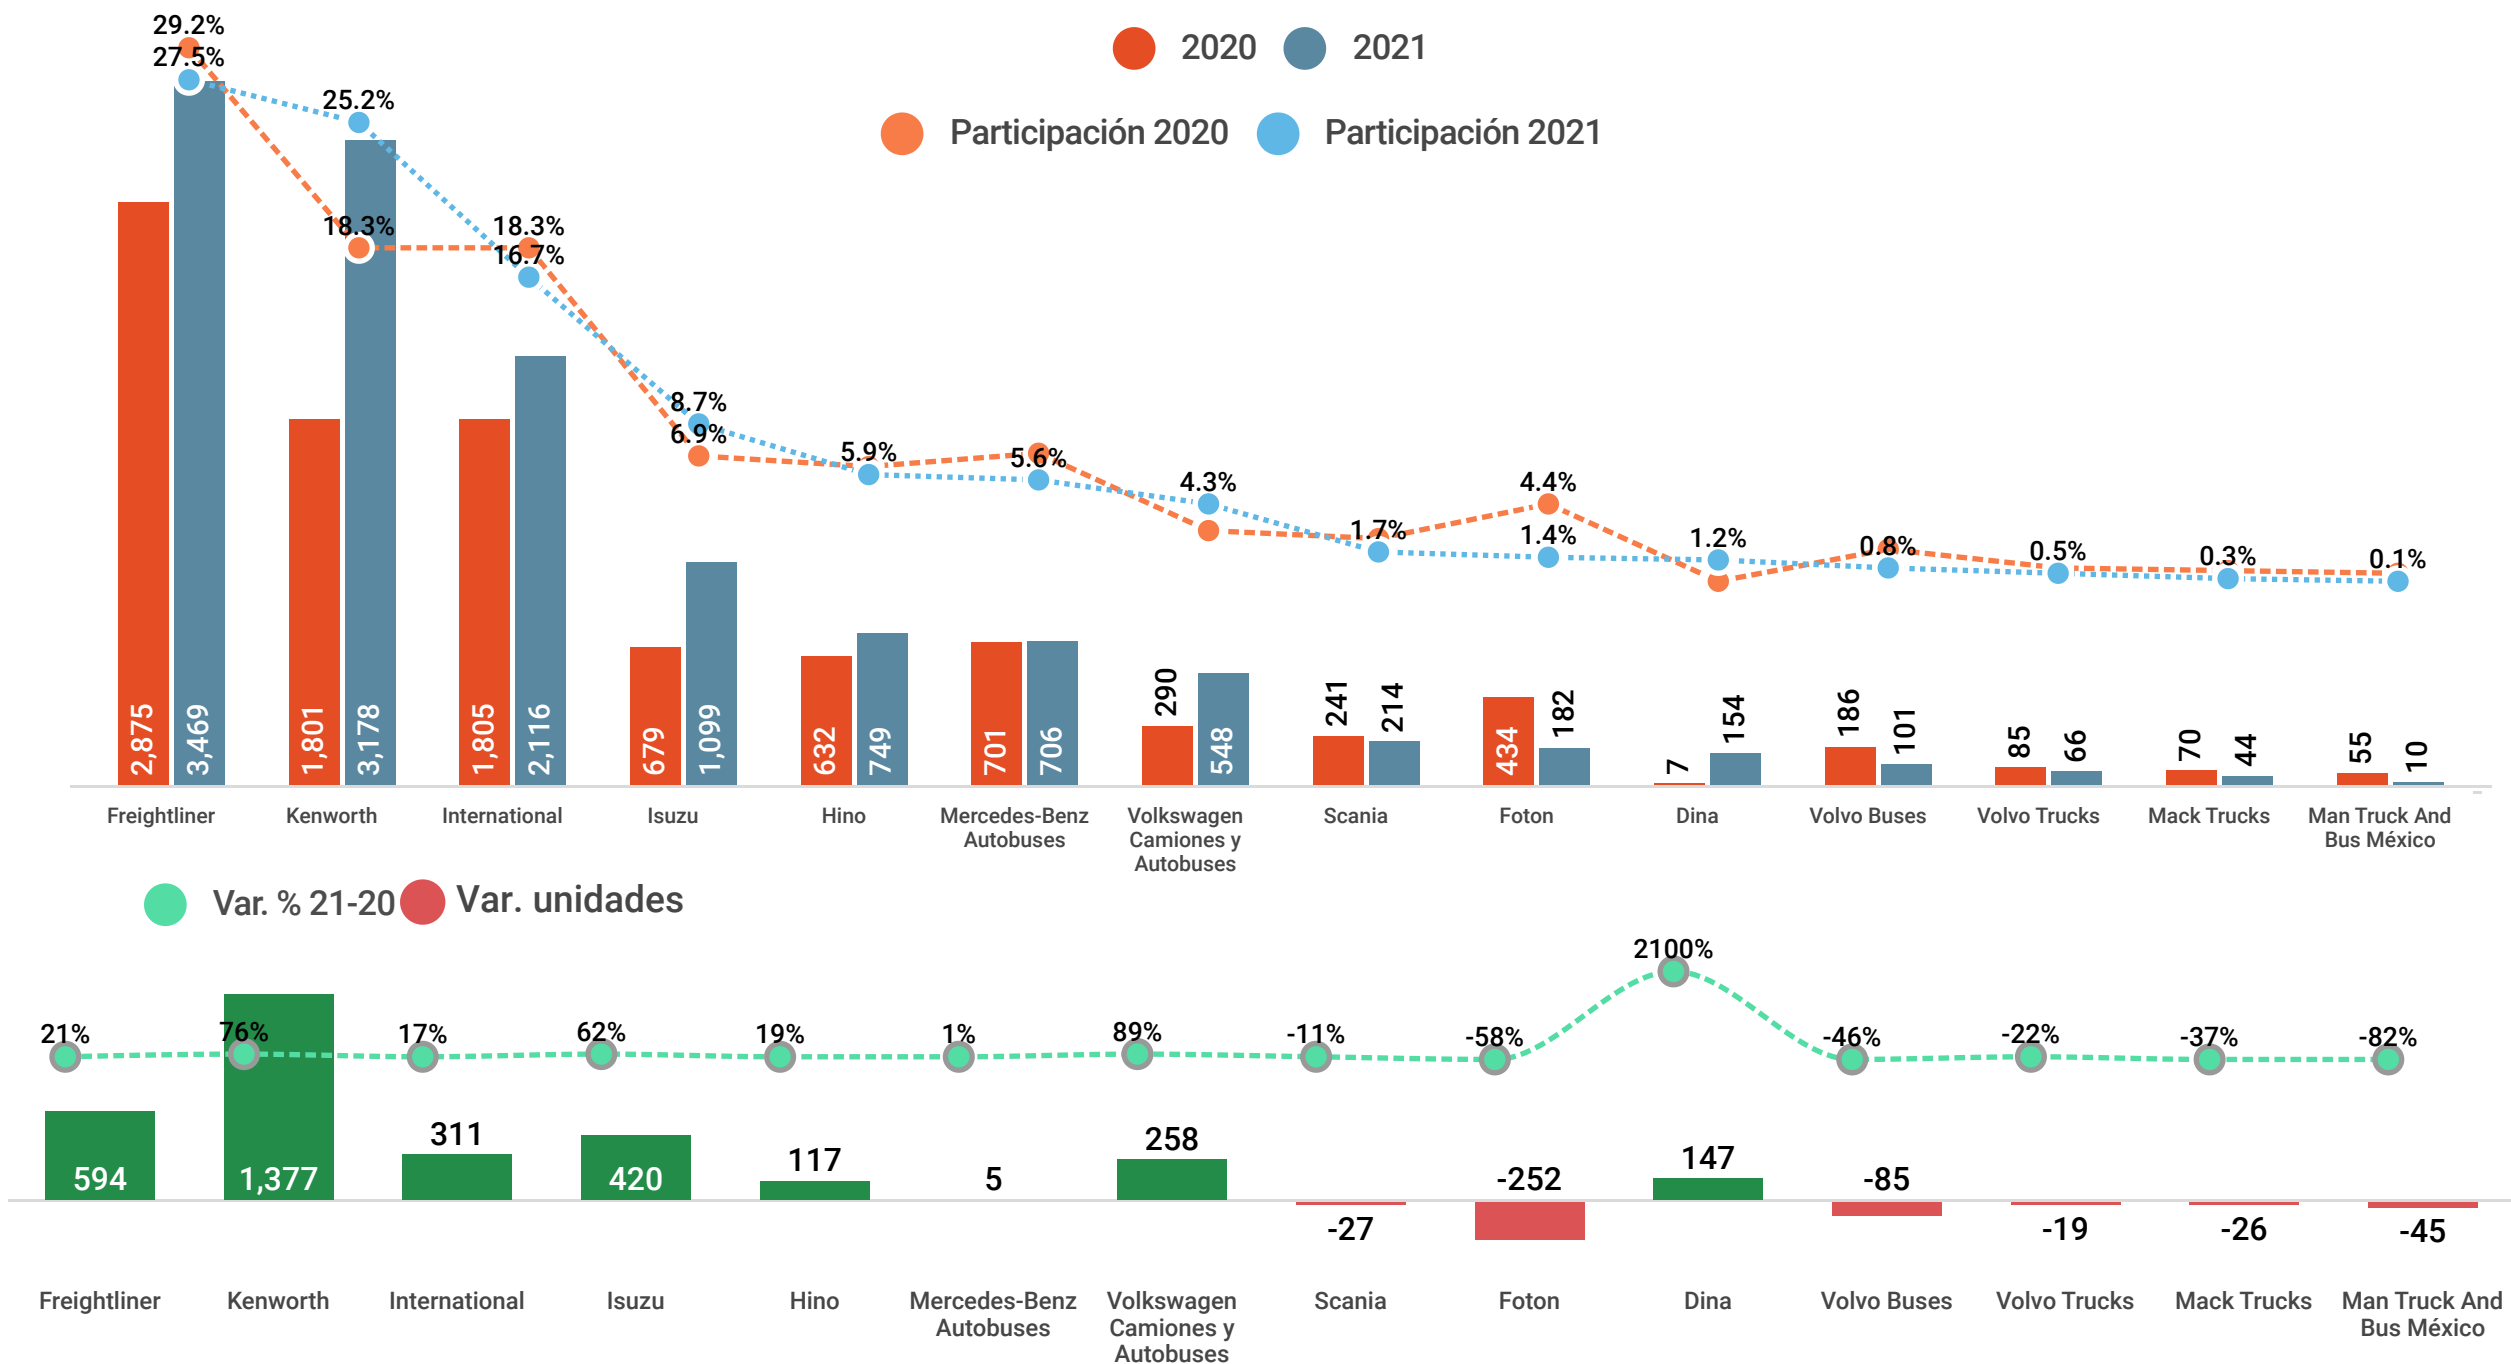 2020 2021
Participación 2020 Participación 2021
29.2%
27.5%
25.2%
18.3%
18.3%
16.7%
8.7%
6.9%
5.9%
5.6%
4.3%
1.7%
4.4%
1.4%
1.2%
0.8%
0.5%
0.3%
0.1%
2,875 3,469 1,801 3,178 1,805 2,116 679 1,099 632 749 701 706 290 548 241 214 434 182 7 154 186 101 85 66 70 44 55 10
Freightliner Kenworth International Isuzu Hino Mercedes-Benz Volkswagen Scania Foton Dina Volvo Buses Volvo Trucks Mack Trucks Man Truck And
Autobuses Camiones y Bus México
Autobuses
Var. % 21-20 Var. unidades
21% 76% 17% 62% 19% 1% 89% -11% -58% 2100% -46% -22% -37% -82%
594 1,377 311 420 117 5 258 -27 -252 147 -85 -19 -26 -45
Freightliner Kenworth International Isuzu Hino Mercedes-Benz Volkswagen Scania Foton Dina Volvo Buses Volvo Trucks Mack Trucks Man Truck And
Autobuses Camiones y Bus México
Autobuses